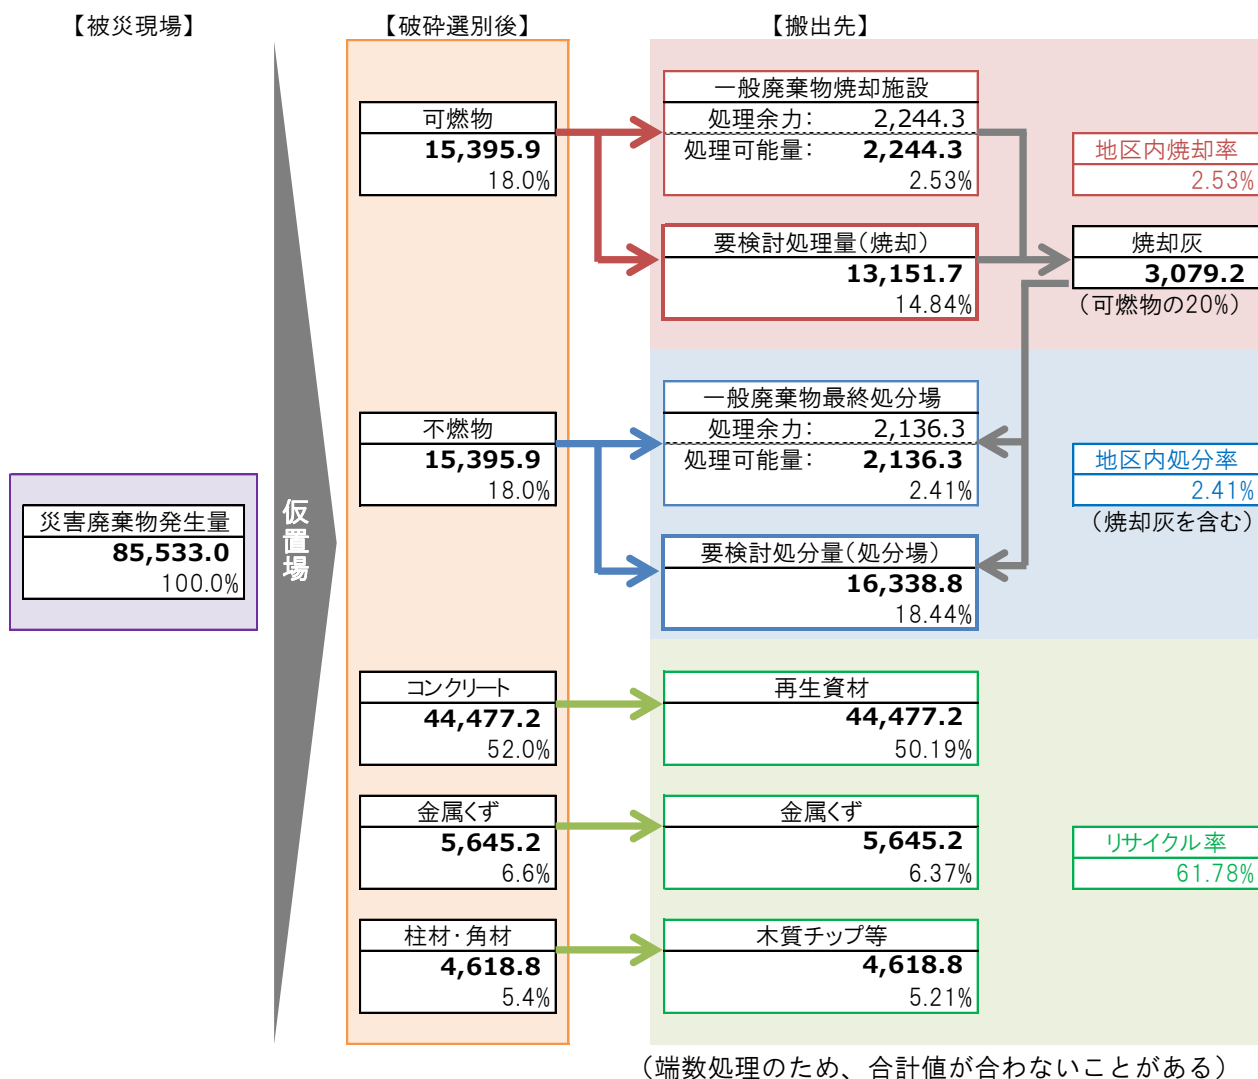 【被災現場】
【破砕選別後】
【搬出先】
災害廃棄物発生量
85,533.0
100.0%
仮置場
可燃物
15,395.9
18.0%
不燃物
15,395.9
18.0%
コンクリート
44,477.2
52.0%
金属くず
5,645.2
6.6%
柱材・角材
4,618.8
5.4%
一般廃棄物焼却施設
処理余力： 2,244.3
処理可能量： 2,244.3
2.53%
要検討処理量（焼却）
13,151.7
14.84%
地区内焼却率
2.53%
焼却灰
3,079.2
（可燃物の20%）
一般廃棄物最終処分場
処理余力： 2,136.3
処理可能量： 2,136.3
2.41%
要検討処分量（処分場）
16,338.8
18.44%
地区内処分率
2.41%
（焼却灰を含む）
再生資材
44,477.2
50.19%
金属くず
5,645.2
6.37%
木質チップ等
4,618.8
5.21%
リサイクル率
61.78%
（端数処理のため、合計値が合わないことがある）